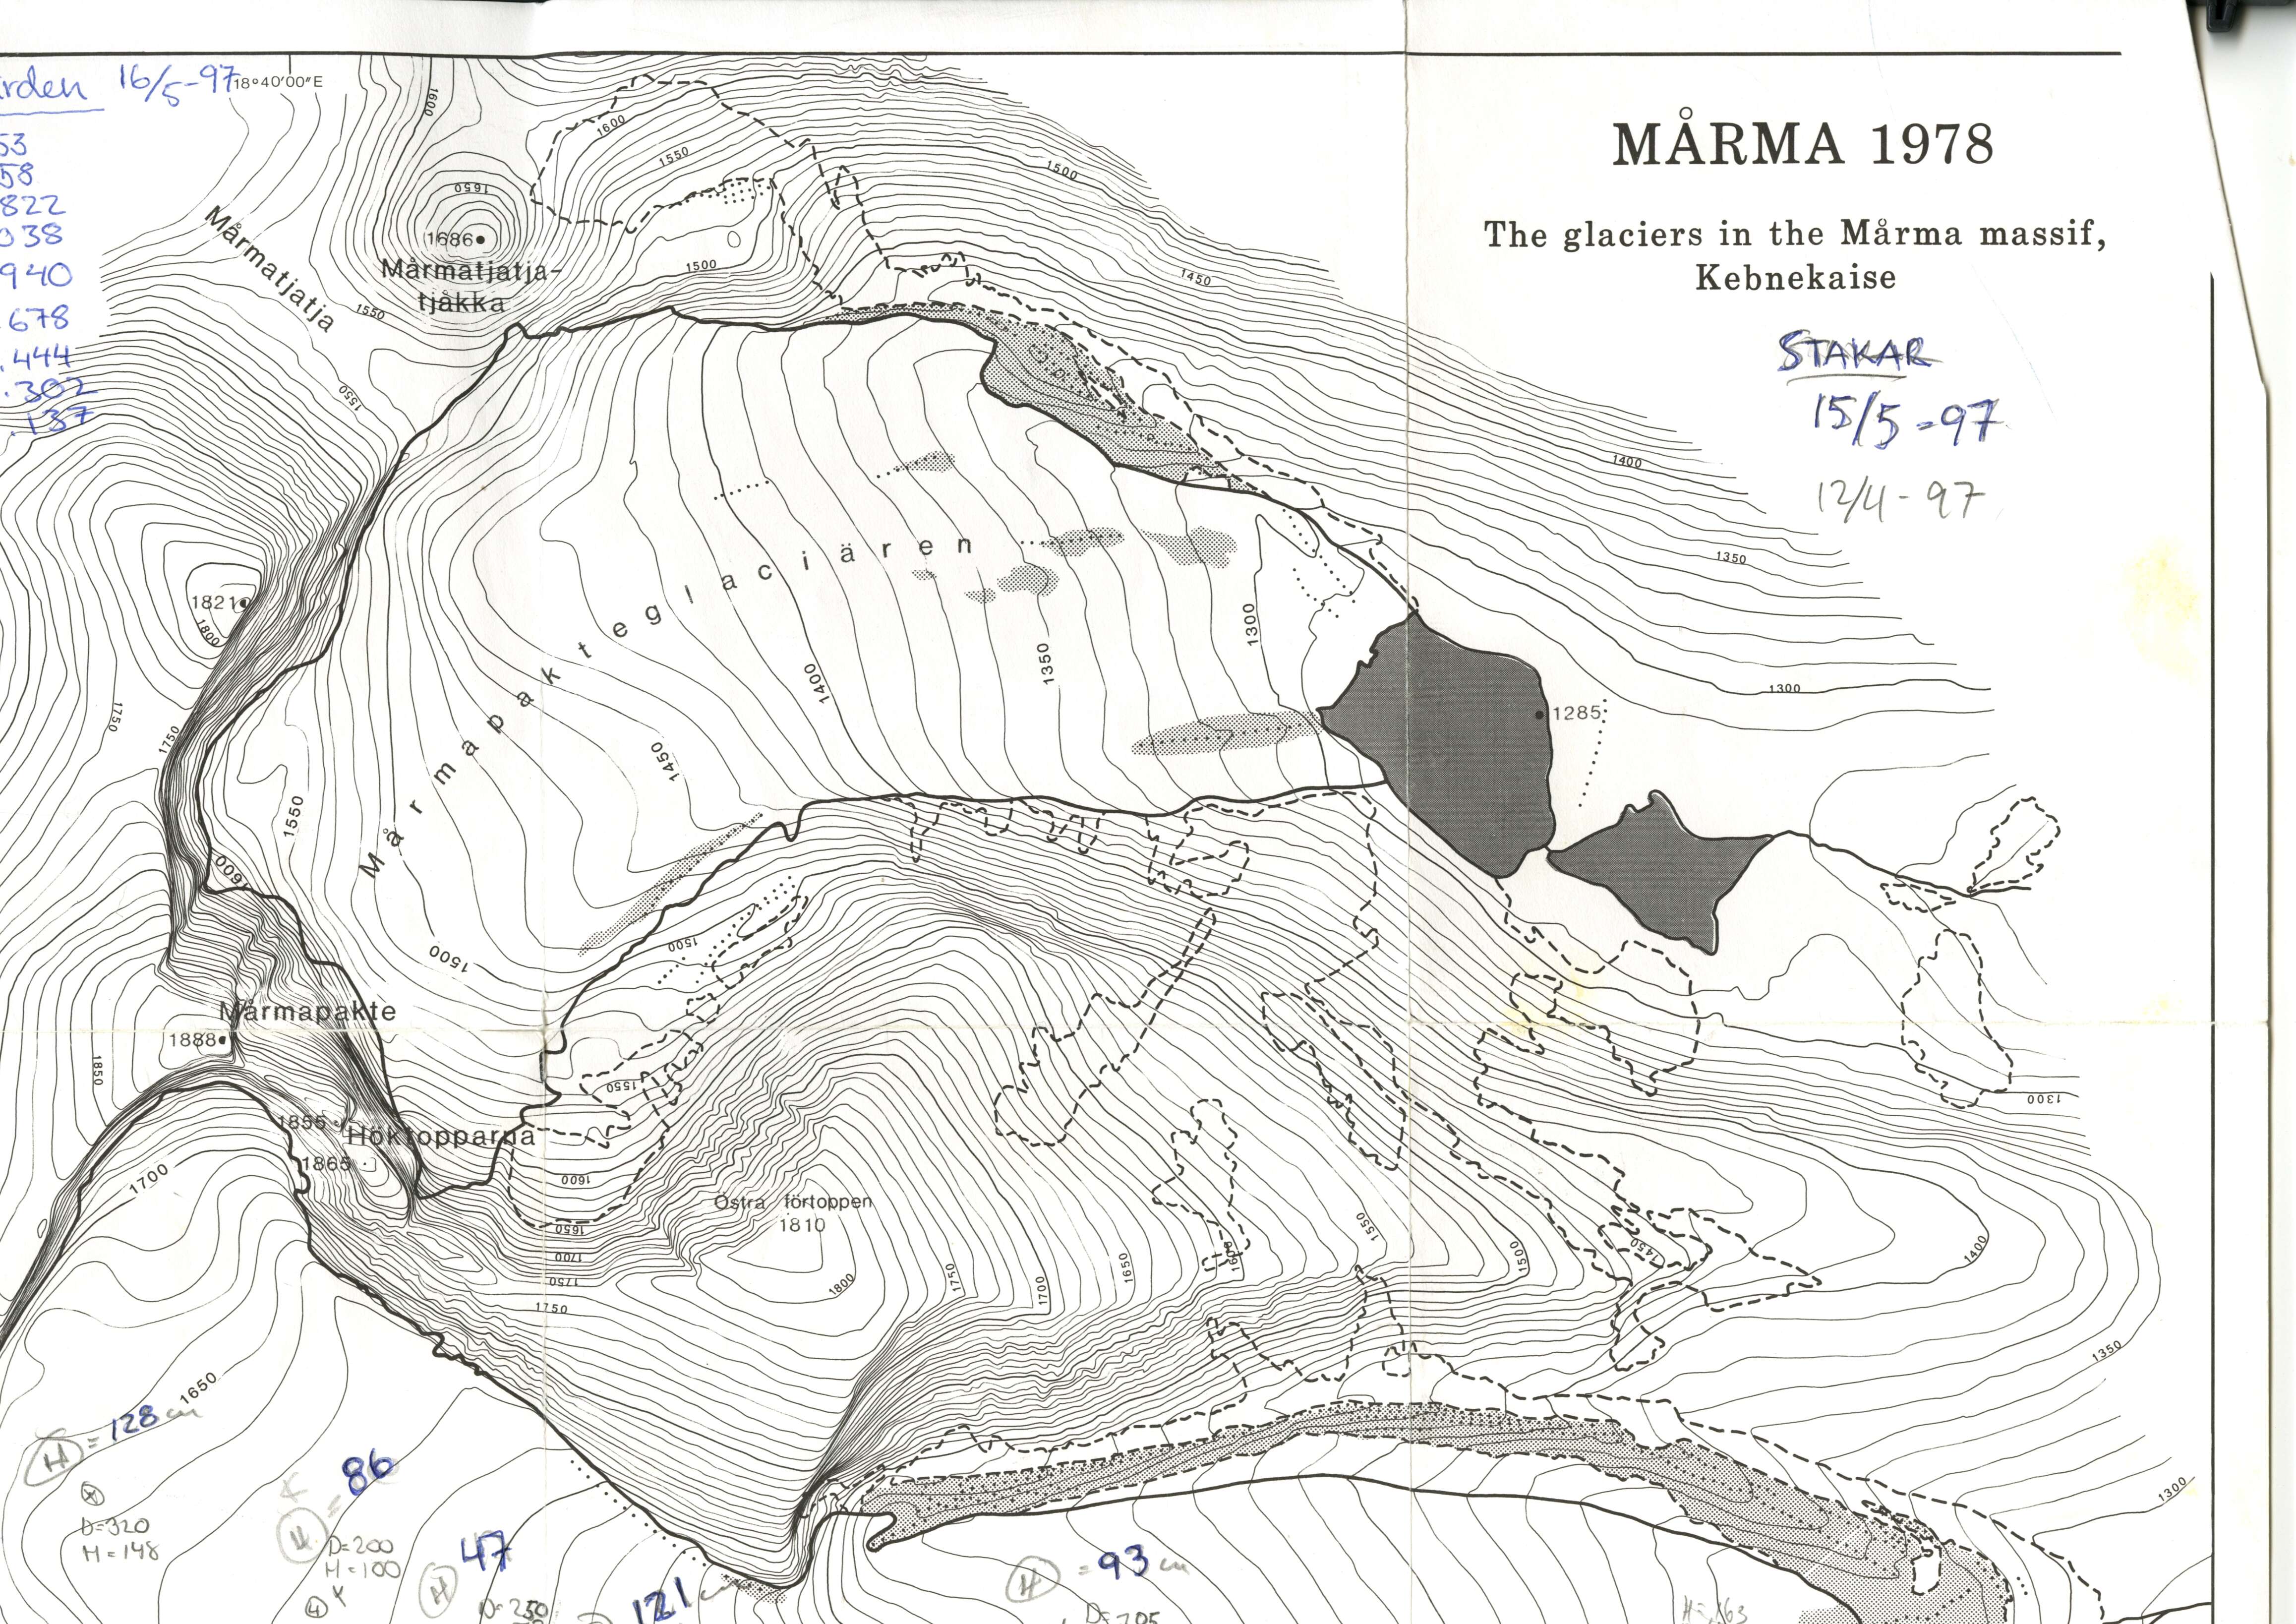 rden 16/5-97
18°40'00"E
53
58
822
038
940
.678
.444
.302
.137
MÅRMA 1978
The glaciers in the Mårma massif,
Kebnekaise
STAKAR
15/5-97
12/4-97
1600
1600
1550
1500
1650
1686
Mårmatjatja-
tjåkka
Mårmatjatja
1500
1450
1550
1550
1400
1350
1821
1800
Mårmapakteglaciären
1300
1350
1400
1300
1285
1750
1750
1450
1550
1600
1500
1500
Mårmapakte
1888
1850
1550
1300
1855
Höktopparna
1865
1700
1600
Östra förtoppen
1810
1650
1700
1750
1750
1800
1750
1700
1650
1600
1550
1500
1450
1400
1350
1650
1300
H = 128 cm
D=320
H=148
H = 86
D=200
H=100
4
H 47
D=250
121 cm
H = 93 cm
D=205
H=163